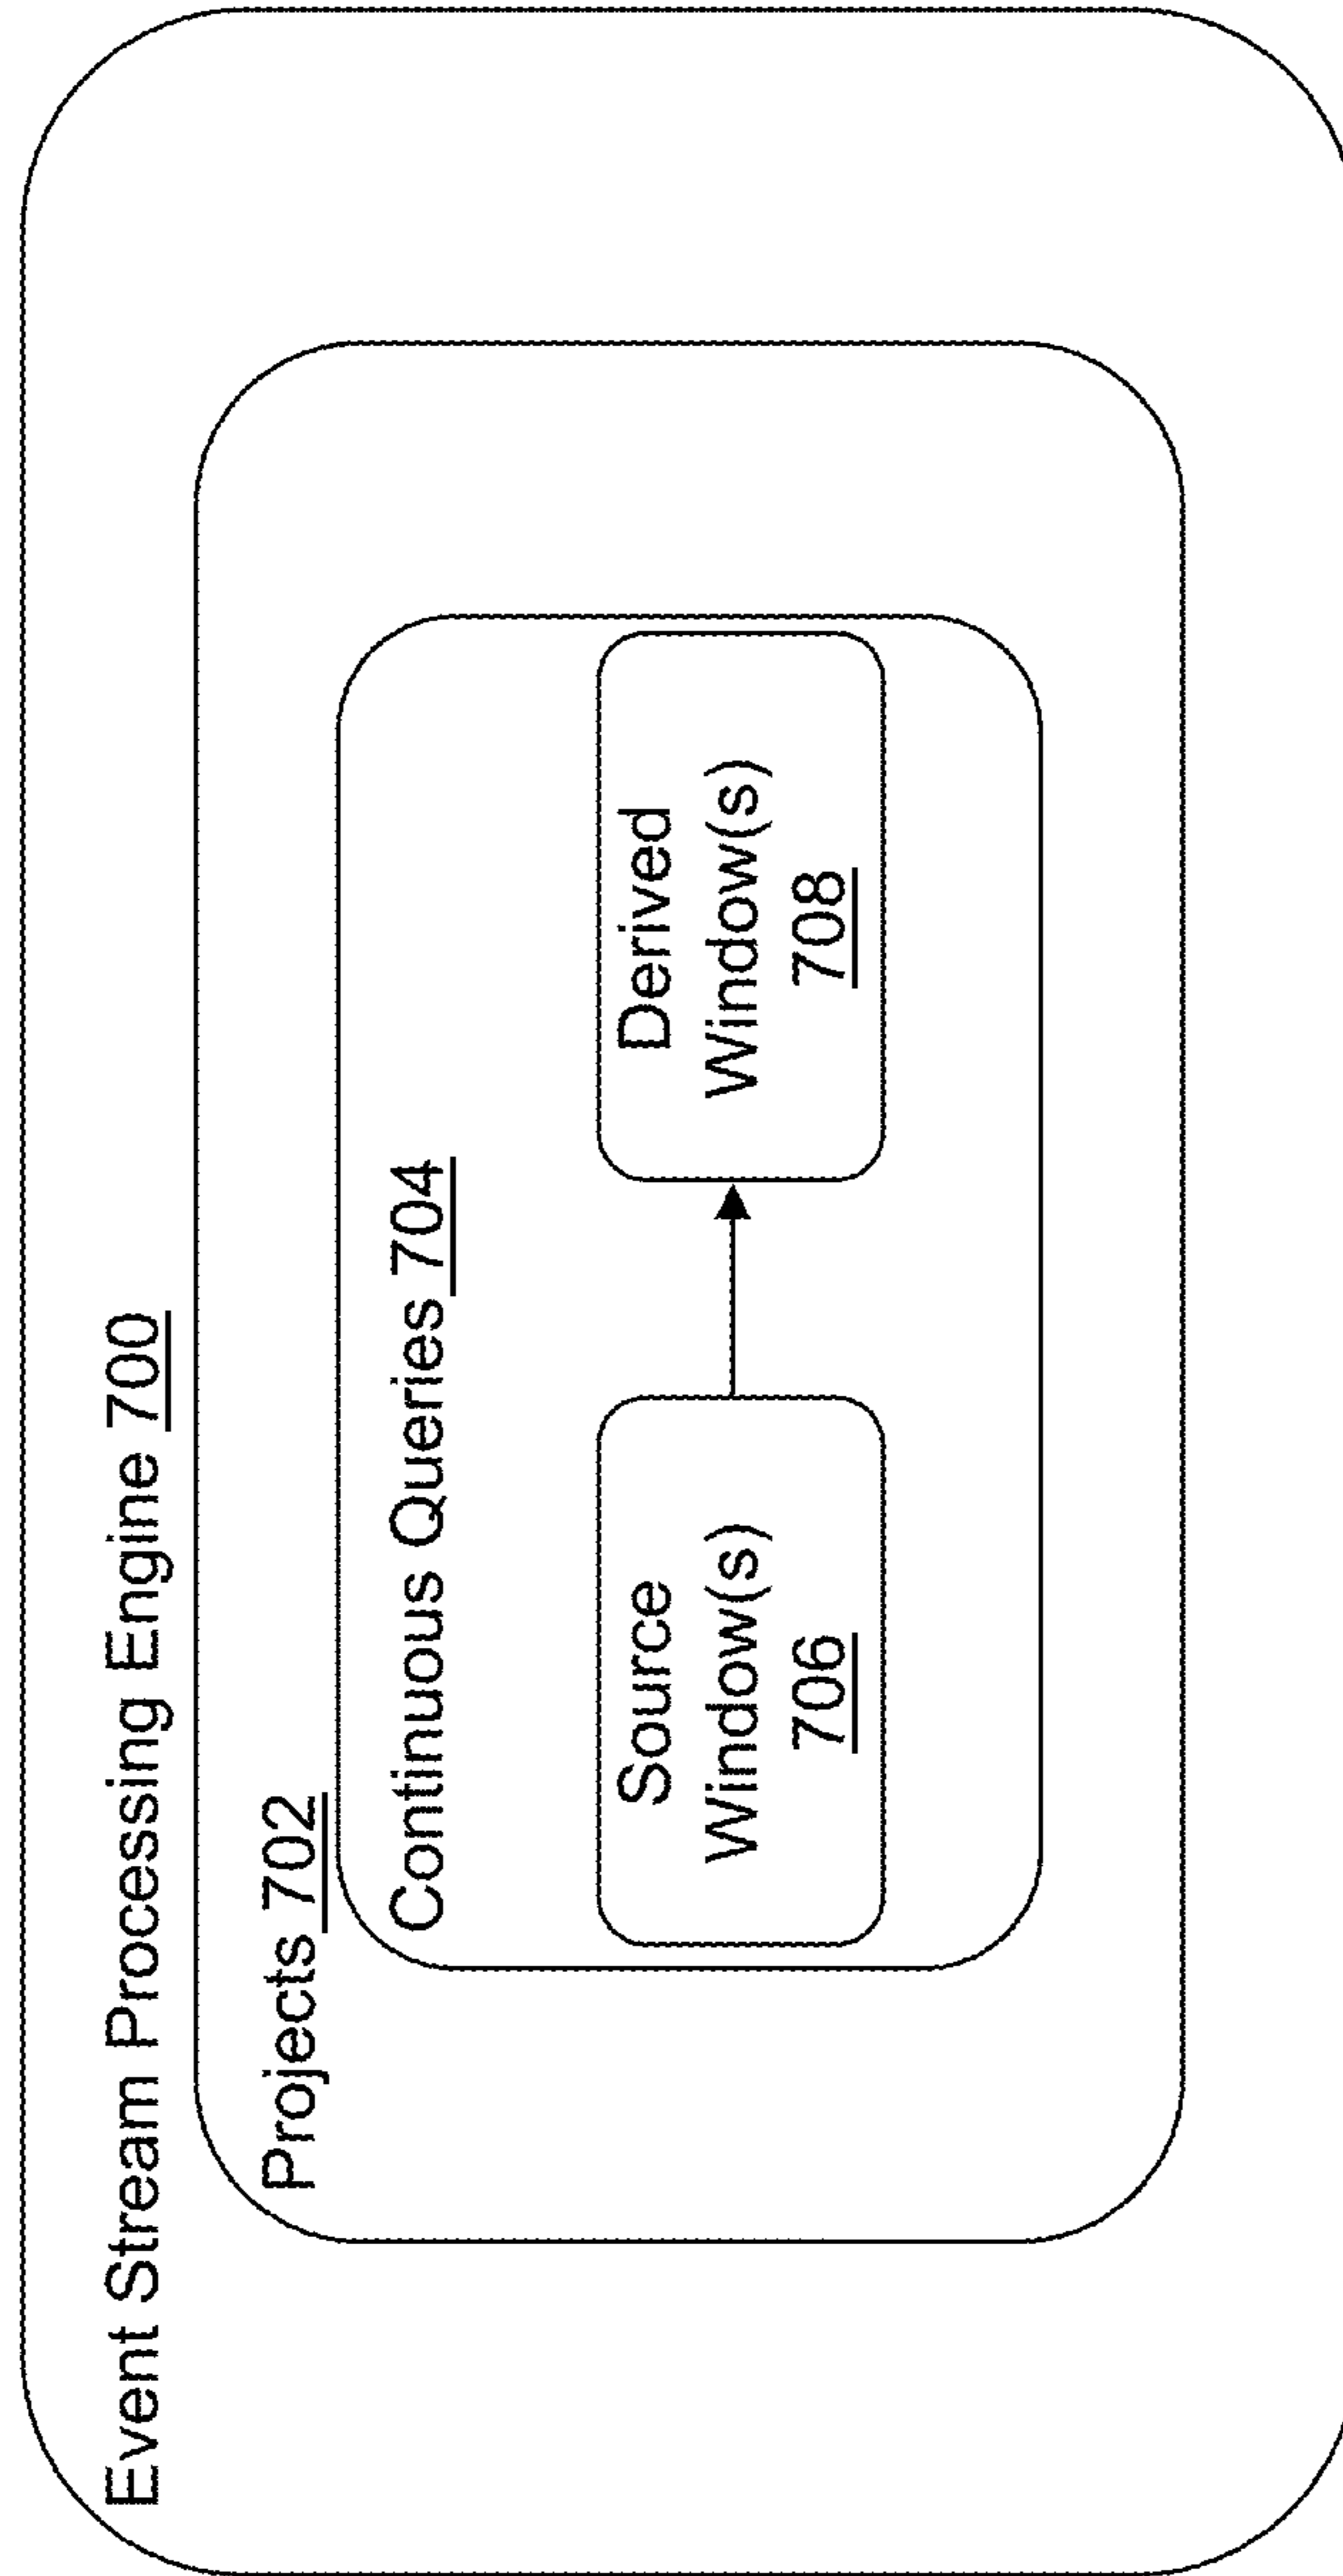 Event Stream Processing Engine 700
Projects 702
Continuous Queries 704
Source
Window(s)
706
Derived
Window(s)
708